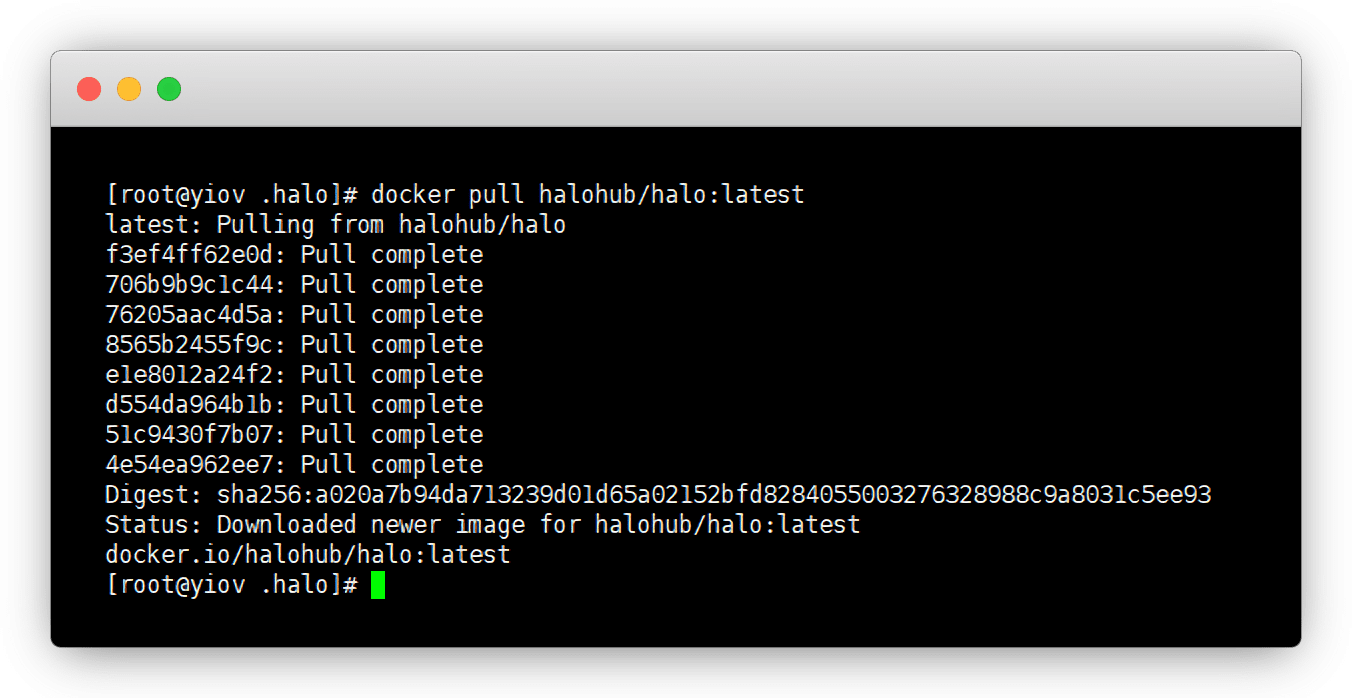 [root@yiov .halo]# docker pull halohub/halo:latest
latest: Pulling from halohub/halo
f3ef4ff62e0d: Pull complete
706b9b9c1c44: Pull complete
76205aac4d5a: Pull complete
8565b2455f9c: Pull complete
e1e8012a24f2: Pull complete
d554da964b1b: Pull complete
51c9430f7b07: Pull complete
4e54ea962ee7: Pull complete
Digest: sha256:a020a7b94da713239d01d65a02152bfd8284055003276328988c9a8031c5ee93
Status: Downloaded newer image for halohub/halo:latest
docker.io/halohub/halo:latest
[root@yiov .halo]#